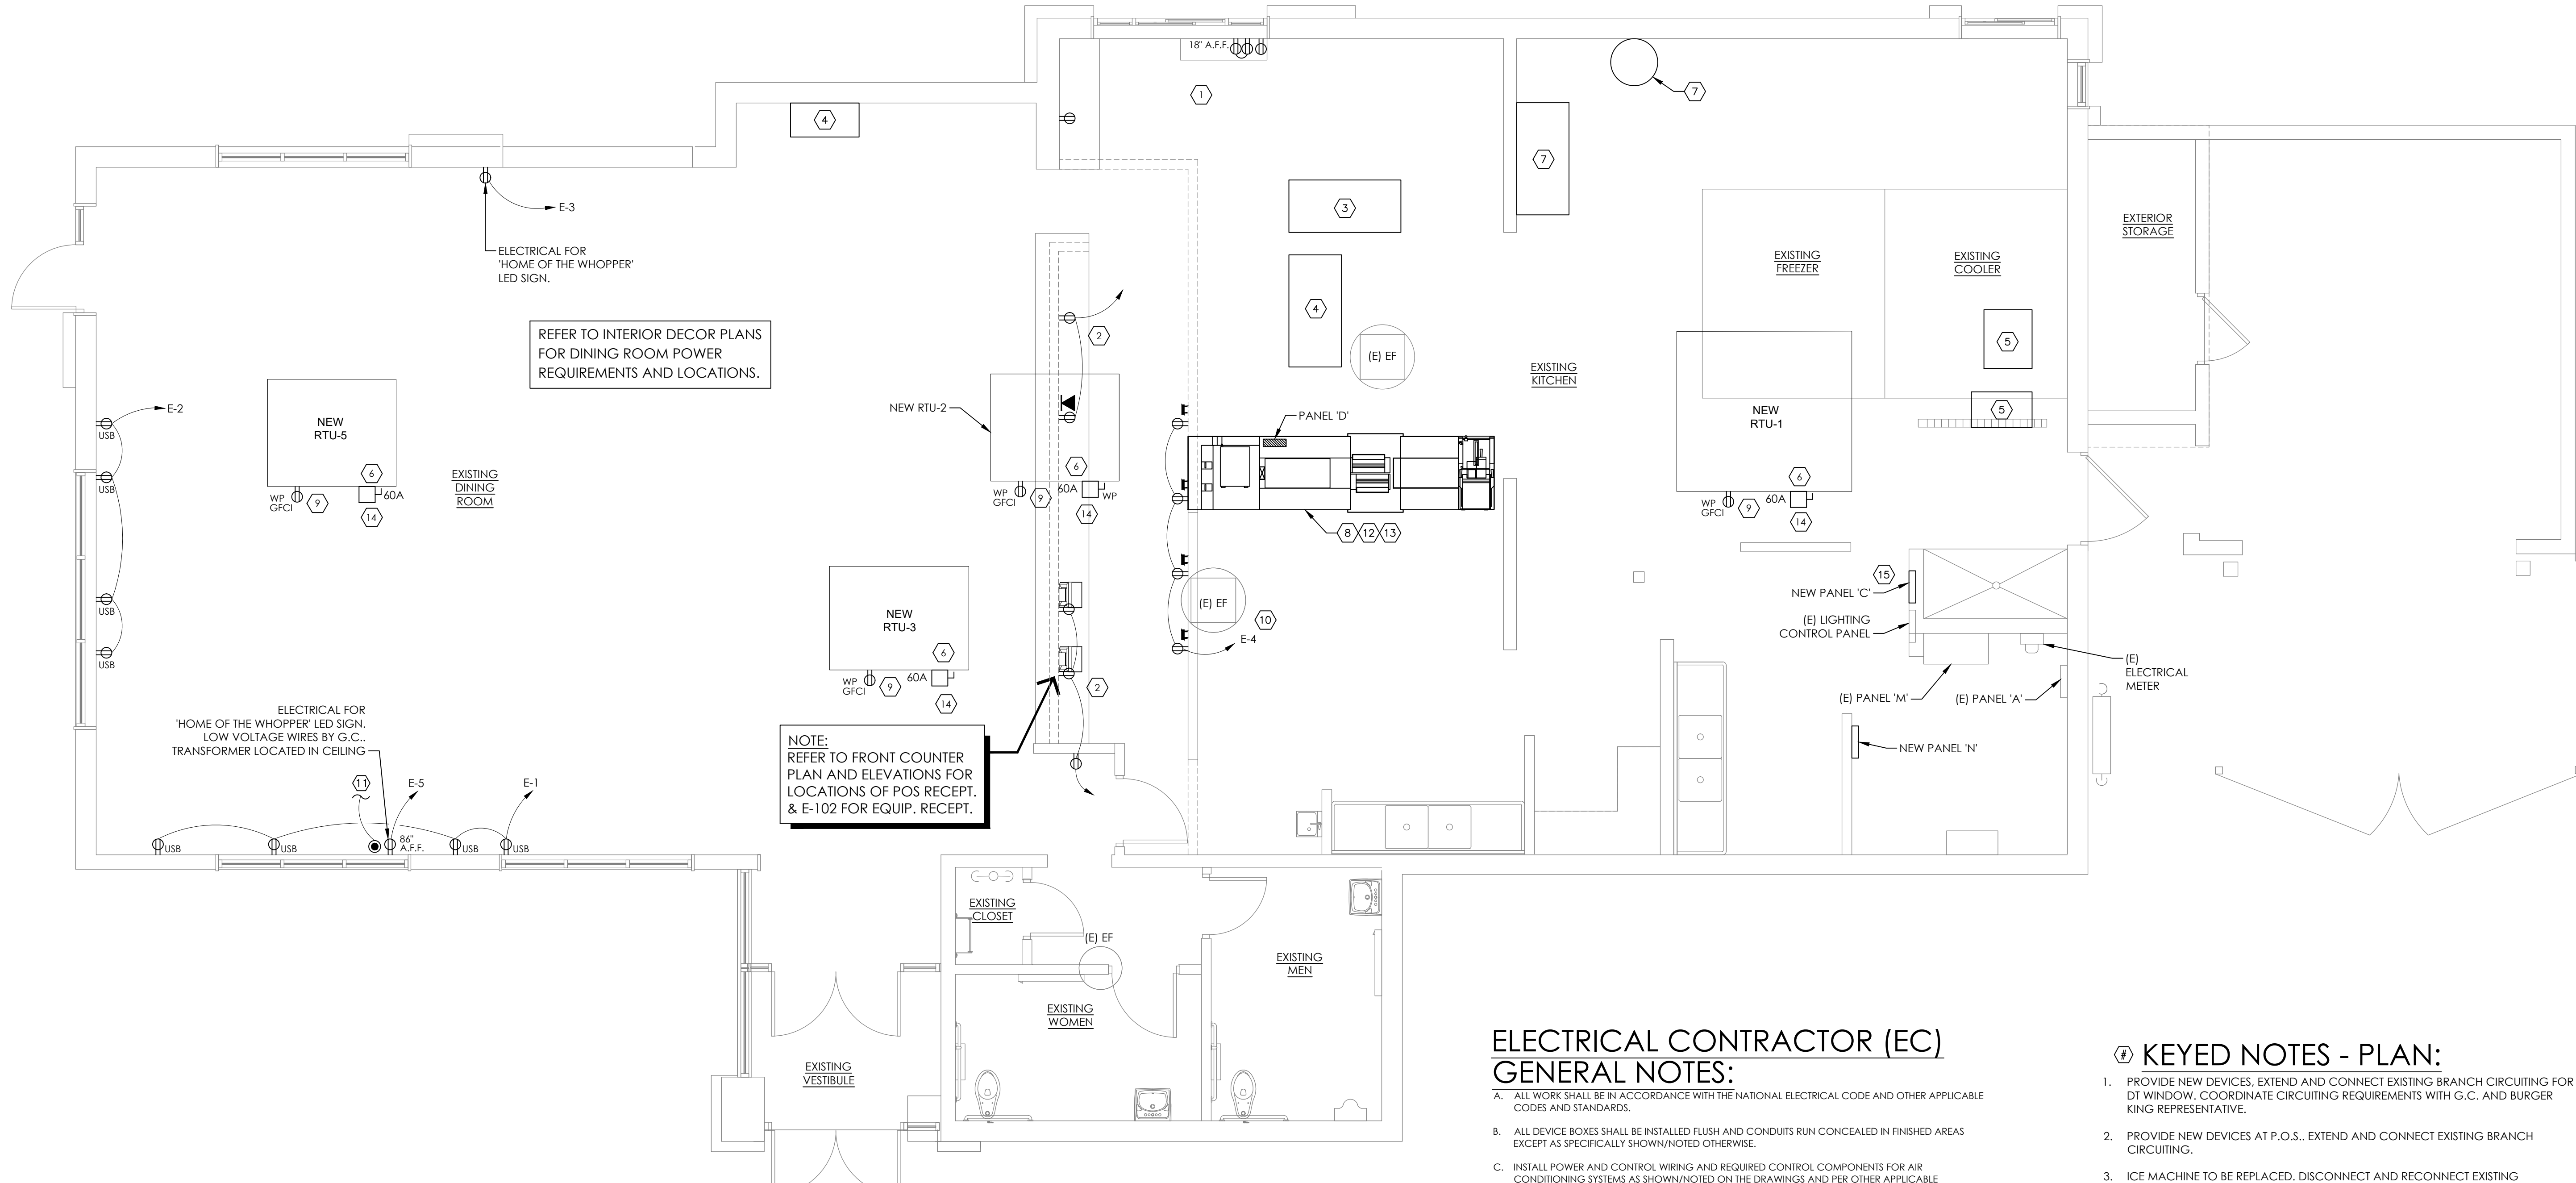 18" A.F.F.
1
7
4
7
3
E-3
ELECTRICAL FOR
'HOME OF THE WHOPPER'
LED SIGN.
EXTERIOR
STORAGE
EXISTING
FREEZER
EXISTING
COOLER
4
2
5
REFER TO INTERIOR DECOR PLANS
FOR DINING ROOM POWER
REQUIREMENTS AND LOCATIONS.
(E) EF
EXISTING
KITCHEN
E-2
USB
NEW
RTU-5
NEW RTU-2
PANEL 'D'
NEW
RTU-1
5
EXISTING
DINING
ROOM
6
6
6
USB
WP
GFCI
9
60A
14
WP
GFCI
9
60A
WP
14
8
12
13
WP
GFCI
9
60A
14
USB
USB
NEW
RTU-3
6
WP
GFCI
9
60A
14
(E) EF
10
E-4
2
15
NEW PANEL 'C'
(E) LIGHTING
CONTROL PANEL
(E)
ELECTRICAL
METER
(E) PANEL 'M'
(E) PANEL 'A'
NEW PANEL 'N'
ELECTRICAL FOR
'HOME OF THE WHOPPER' LED SIGN.
LOW VOLTAGE WIRES BY G.C..
TRANSFORMER LOCATED IN CEILING
NOTE:
REFER TO FRONT COUNTER
PLAN AND ELEVATIONS FOR
LOCATIONS OF POS RECEPT.
& E-102 FOR EQUIP. RECEPT.
11
E-5
E-1
USB
USB
86"
A.F.F.
USB
USB
EXISTING
CLOSET
(E) EF
EXISTING
MEN
EXISTING
WOMEN
EXISTING
VESTIBULE
ELECTRICAL CONTRACTOR (EC)
GENERAL NOTES:
A. ALL WORK SHALL BE IN ACCORDANCE WITH THE NATIONAL ELECTRICAL CODE AND OTHER APPLICABLE
CODES AND STANDARDS.
B. ALL DEVICE BOXES SHALL BE INSTALLED FLUSH AND CONDUITS RUN CONCEALED IN FINISHED AREAS
EXCEPT AS SPECIFICALLY SHOWN/NOTED OTHERWISE.
C. INSTALL POWER AND CONTROL WIRING AND REQUIRED CONTROL COMPONENTS FOR AIR
CONDITIONING SYSTEMS AS SHOWN/NOTED ON THE DRAWINGS AND PER OTHER APPLICABLE
# KEYED NOTES - PLAN:
1. PROVIDE NEW DEVICES, EXTEND AND CONNECT EXISTING BRANCH CIRCUITING FOR
DT WINDOW. COORDINATE CIRCUITING REQUIREMENTS WITH G.C. AND BURGER
KING REPRESENTATIVE.
2. PROVIDE NEW DEVICES AT P.O.S.. EXTEND AND CONNECT EXISTING BRANCH
CIRCUITING.
3. ICE MACHINE TO BE REPLACED. DISCONNECT AND RECONNECT EXISTING